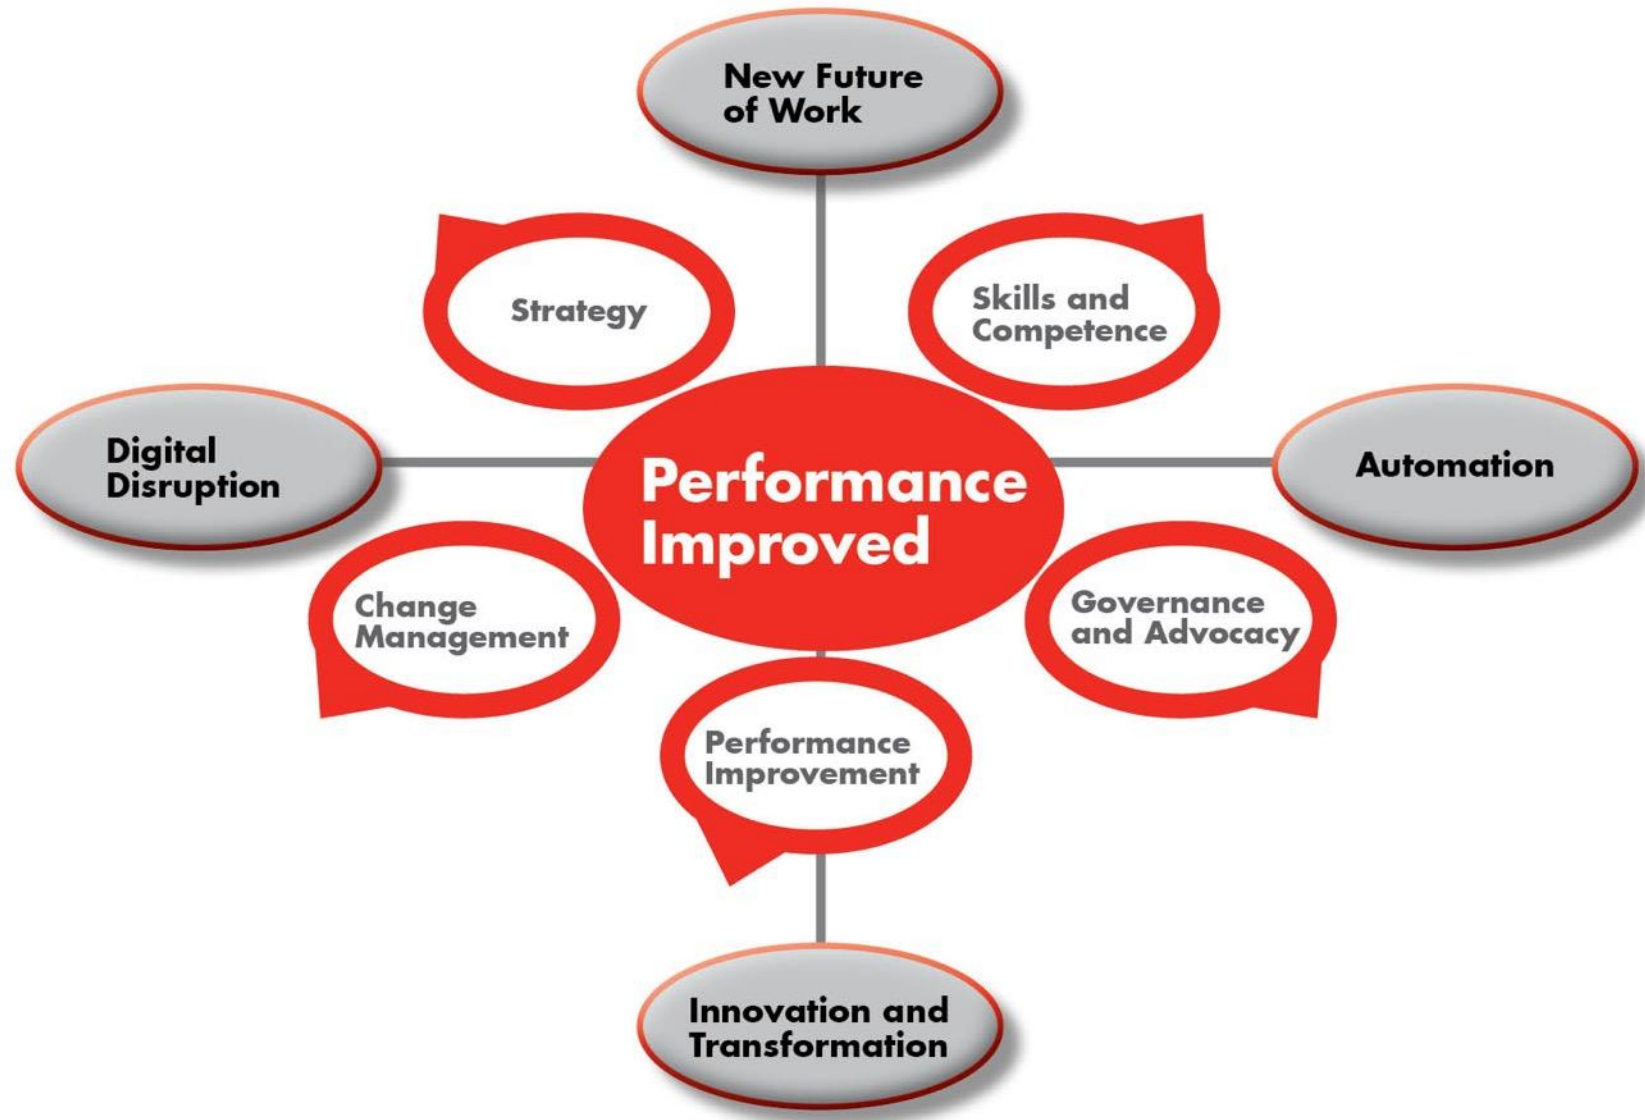 New Future
of Work
Strategy
Skills and
Competence
Digital
Disruption
Performance
Improved
Automation
Change
Management
Governance
and Advocacy
Performance
Improvement
Innovation and
Transformation